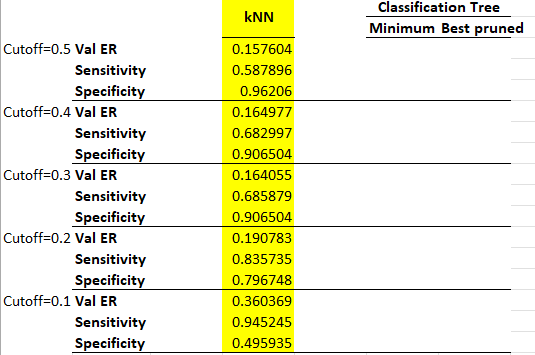 Classification Tree
kNN
Minimum Best pruned
Cutoff=0.5 Val ER 0.157604
Sensitivity 0.587896
Specificity 0.96206
Cutoff=0.4 Val ER 0.164977
Sensitivity 0.682997
Specificity 0.906504
Cutoff=0.3 Val ER 0.164055
Sensitivity 0.685879
Specificity 0.906504
Cutoff=0.2 Val ER 0.190783
Sensitivity 0.835735
Specificity 0.796748
Cutoff=0.1 Val ER 0.360369
Sensitivity 0.945245
Specificity 0.495935